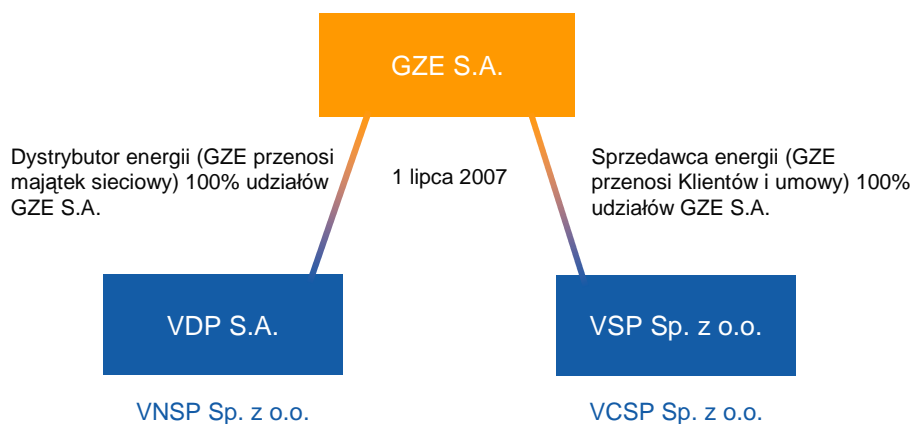 GZE S.A.
Dystrybutor energii (GZE przenosi
majątek sieciowy) 100% udziałów
GZE S.A.
1 lipca 2007
Sprzedawca energii (GZE
przenosi Klientów i umowy) 100%
udziałów GZE S.A.
VDP S.A.
VSP Sp. z o.o.
VNSP Sp. z o.o.
VCSP Sp. z o.o.